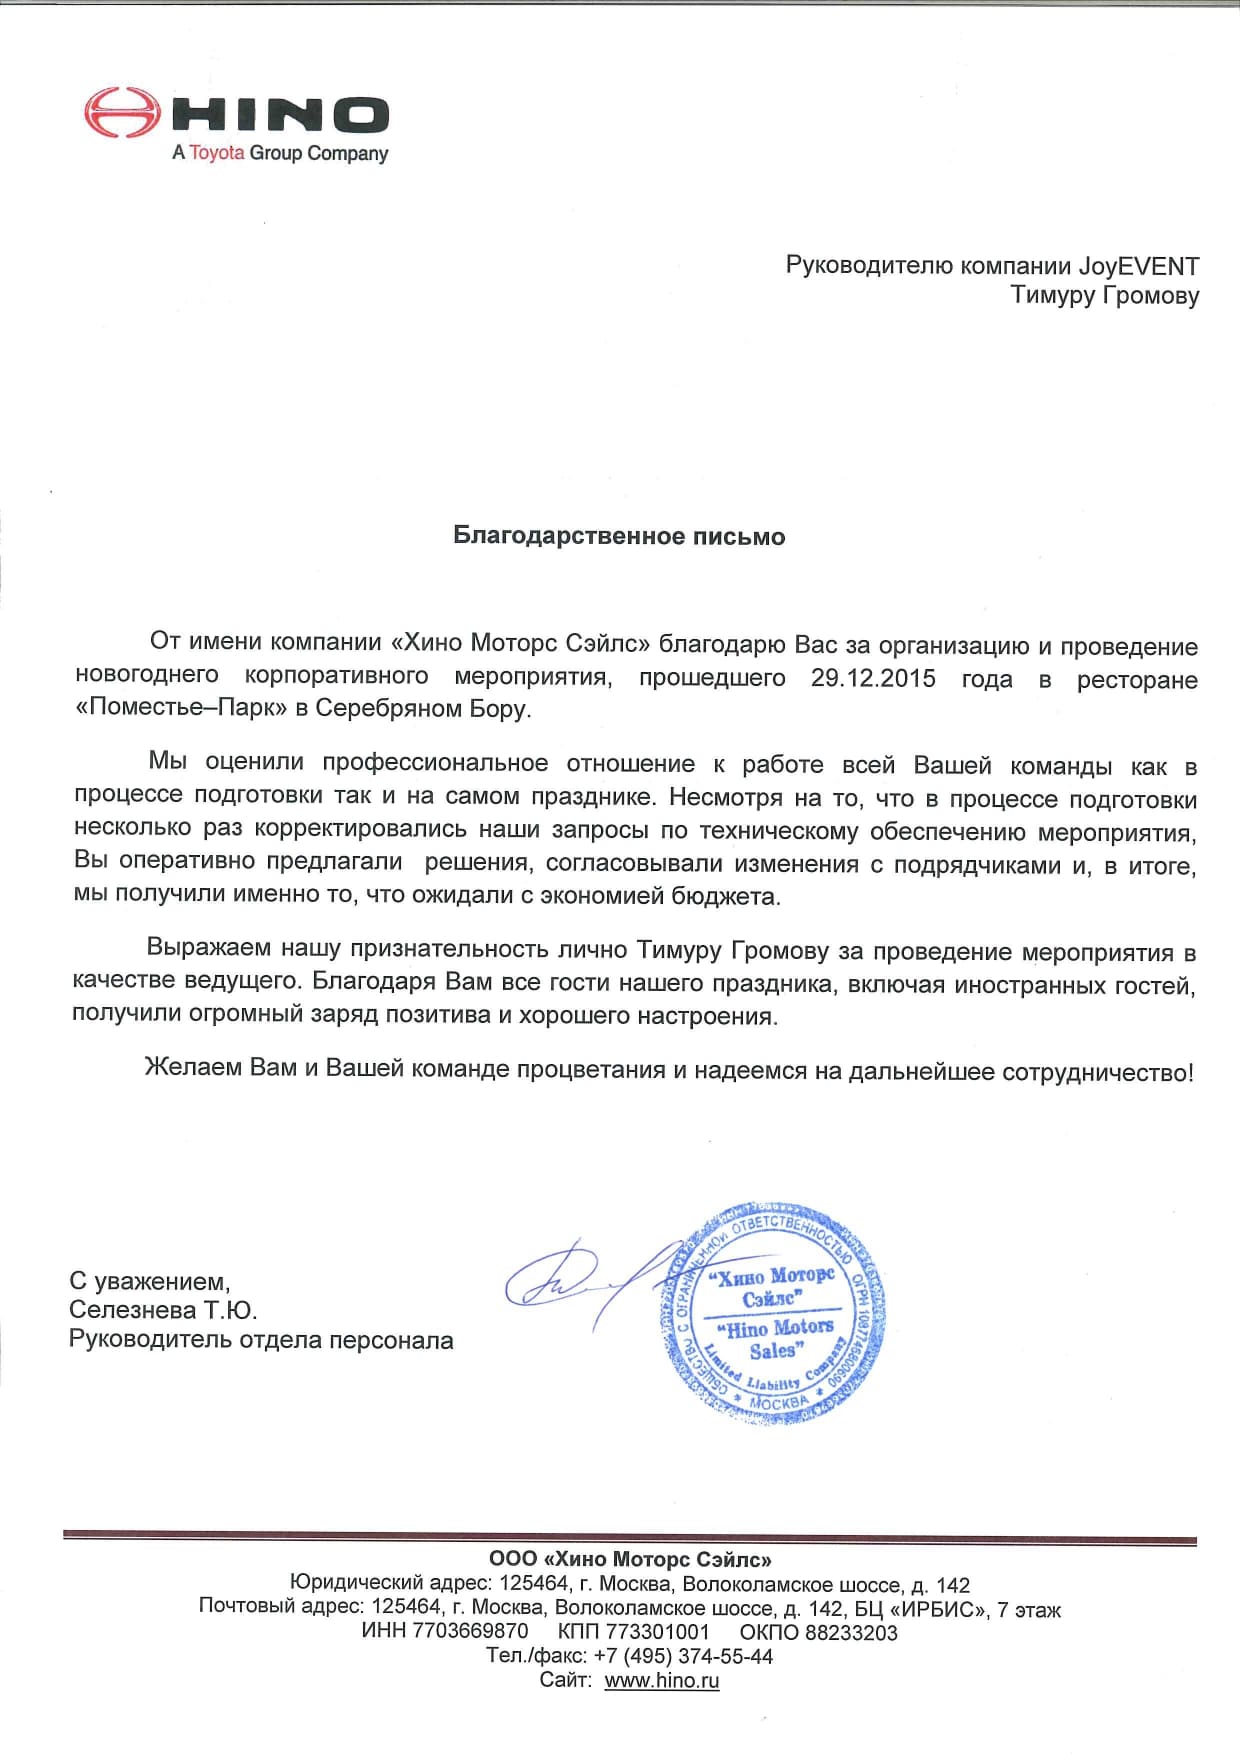 HINO
A Toyota Group Company
Руководителю компании JoyEVENT
Тимуру Громову
Благодарственное письмо
От имени компании «Хино Моторс Сэйлс» благодарю Вас за организацию и проведение
новогоднего корпоративного мероприятия, прошедшего 29.12.2015 года в ресторане
«Поместье–Парк» в Серебряном Бору.
Мы оценили профессиональное отношение к работе всей Вашей команды как в
процессе подготовки так и на самом празднике. Несмотря на то, что в процессе подготовки
несколько раз корректировались наши запросы по техническому обеспечению мероприятия,
Вы оперативно предлагали решения, согласовывали изменения с подрядчиками и, в итоге,
мы получили именно то, что ожидали с экономией бюджета.
Выражаем нашу признательность лично Тимуру Громову за проведение мероприятия в
качестве ведущего. Благодаря Вам все гости нашего праздника, включая иностранных гостей,
получили огромный заряд позитива и хорошего настроения.
Желаем Вам и Вашей команде процветания и надеемся на дальнейшее сотрудничество!
С уважением,
Селезнева Т.Ю.
Руководитель отдела персонала
ОБЩЕСТВО С ОГРАНИЧЕННОЙ ОТВЕТСТВЕННОСТЬЮ ОГРН
* МОСКВА *
“Хино Моторс
Сэйлс”
“Hino Motors
Sales”
Limited Liability Company
ООО «Хино Моторс Сэйлс»
Юридический адрес: 125464, г. Москва, Волоколамское шоссе, д. 142
Почтовый адрес: 125464, г. Москва, Волоколамское шоссе, д. 142, БЦ «ИРБИС», 7 этаж
ИНН 7703669870 КПП 773301001 ОКПО 88233203
Тел./факс: +7 (495) 374-55-44
Сайт: www.hino.ru